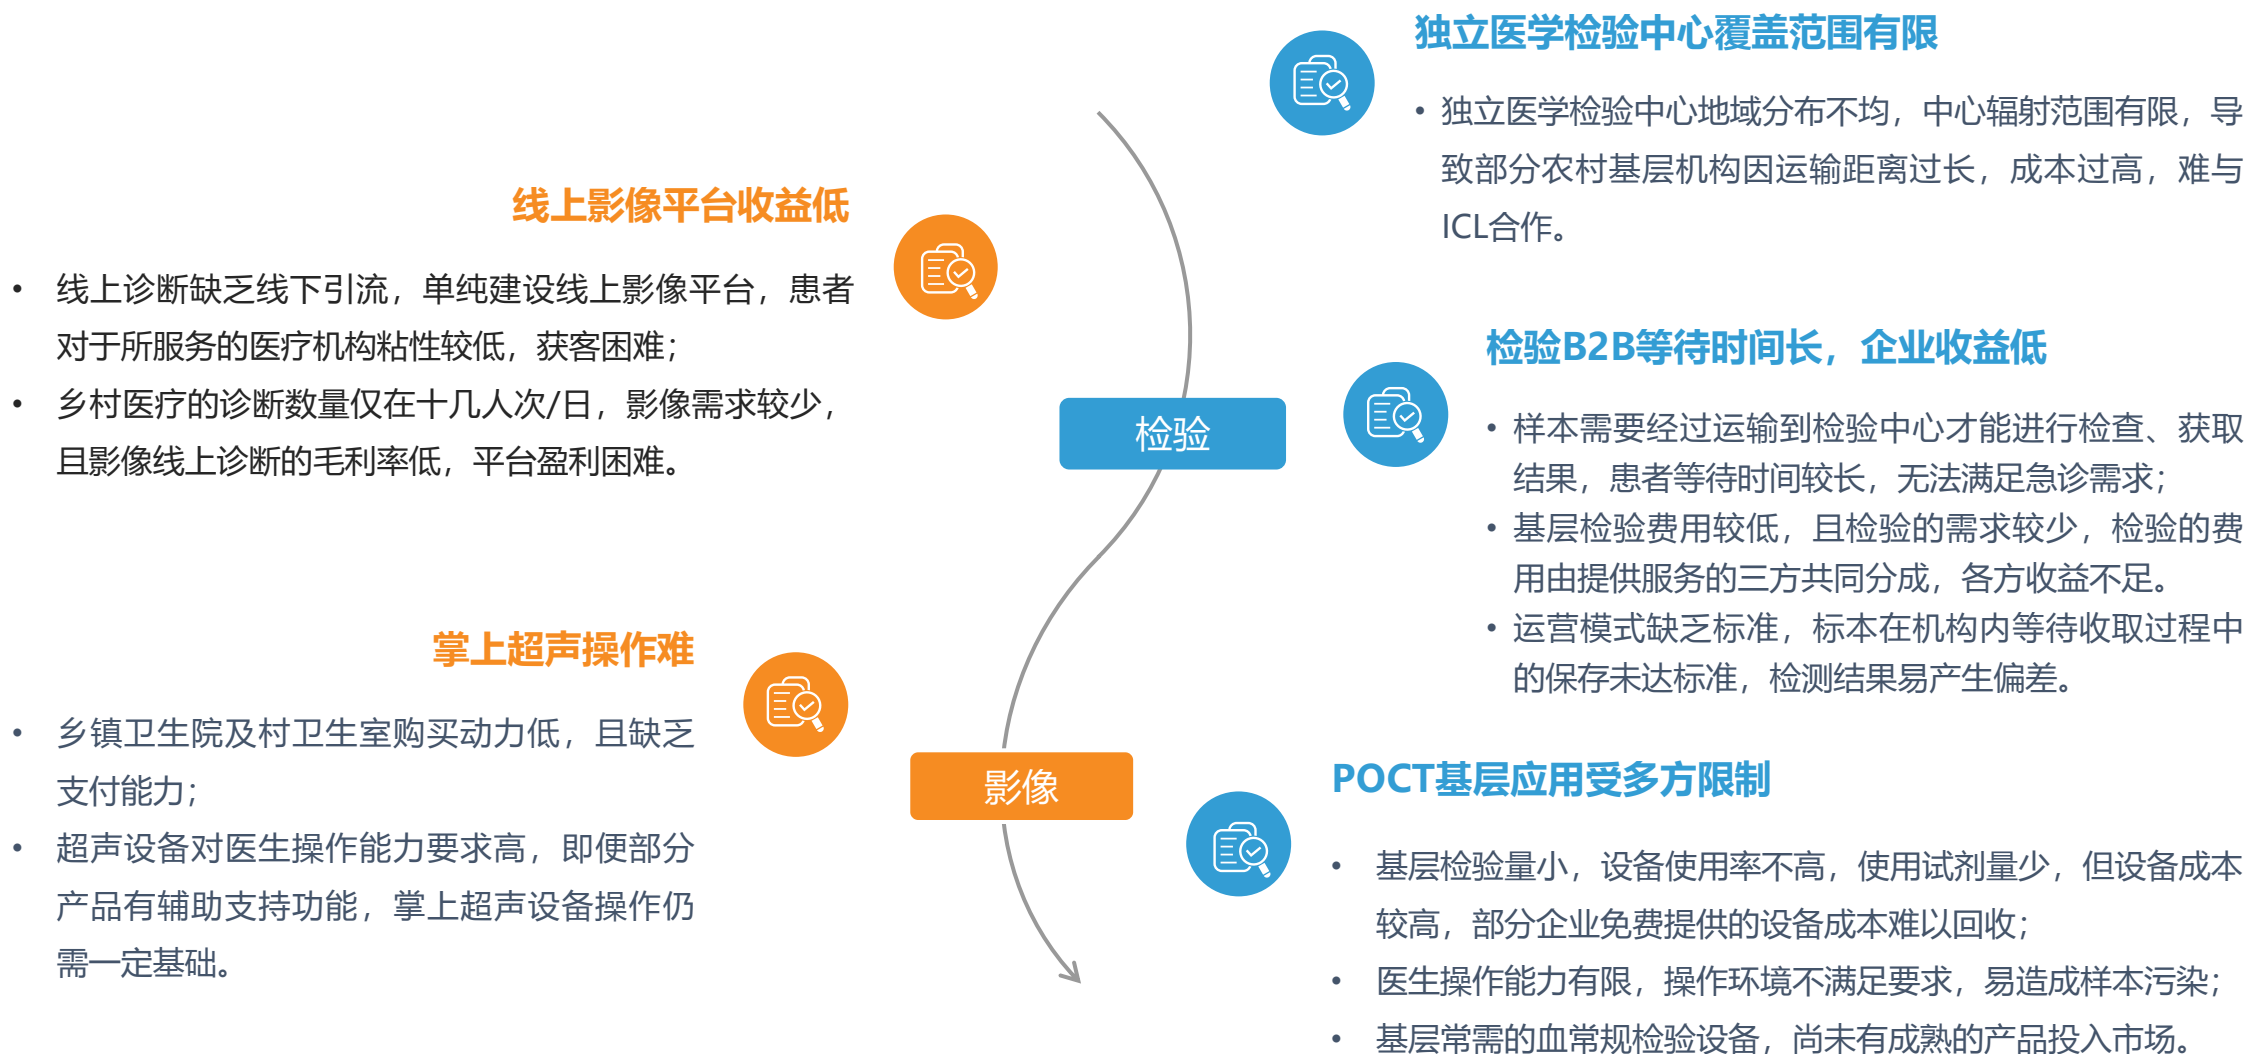 独立医学检验中心覆盖范围有限
• 独立医学检验中心地域分布不均，中心辐射范围有限，导
致部分农村基层机构因运输距离过长，成本过高，难与
ICL合作。
线上影像平台收益低
• 线上诊断缺乏线下引流，单纯建设线上影像平台，患者
对于所服务的医疗机构粘性较低，获客困难；
• 乡村医疗的诊断数量仅在十几人次/日，影像需求较少，
且影像线上诊断的毛利率低，平台盈利困难。
检验
检验B2B等待时间长，企业收益低
• 样本需要经过运输到检验中心才能进行检查、获取
结果，患者等待时间较长，无法满足急诊需求；
• 基层检验费用较低，且检验的需求较少，检验的费
用由提供服务的三方共同分成，各方收益不足。
• 运营模式缺乏标准，标本在机构内等待收取过程中
的保存未达标准，检测结果易产生偏差。
掌上超声操作难
• 乡镇卫生院及村卫生室购买动力低，且缺乏
支付能力；
• 超声设备对医生操作能力要求高，即便部分
产品有辅助支持功能，掌上超声设备操作仍
需一定基础。
影像
POCT基层应用受多方限制
• 基层检验量小，设备使用率不高，使用试剂量少，但设备成本
较高，部分企业免费提供的设备成本难以回收；
• 医生操作能力有限，操作环境不满足要求，易造成样本污染；
• 基层常需的血常规检验设备，尚未有成熟的产品投入市场。